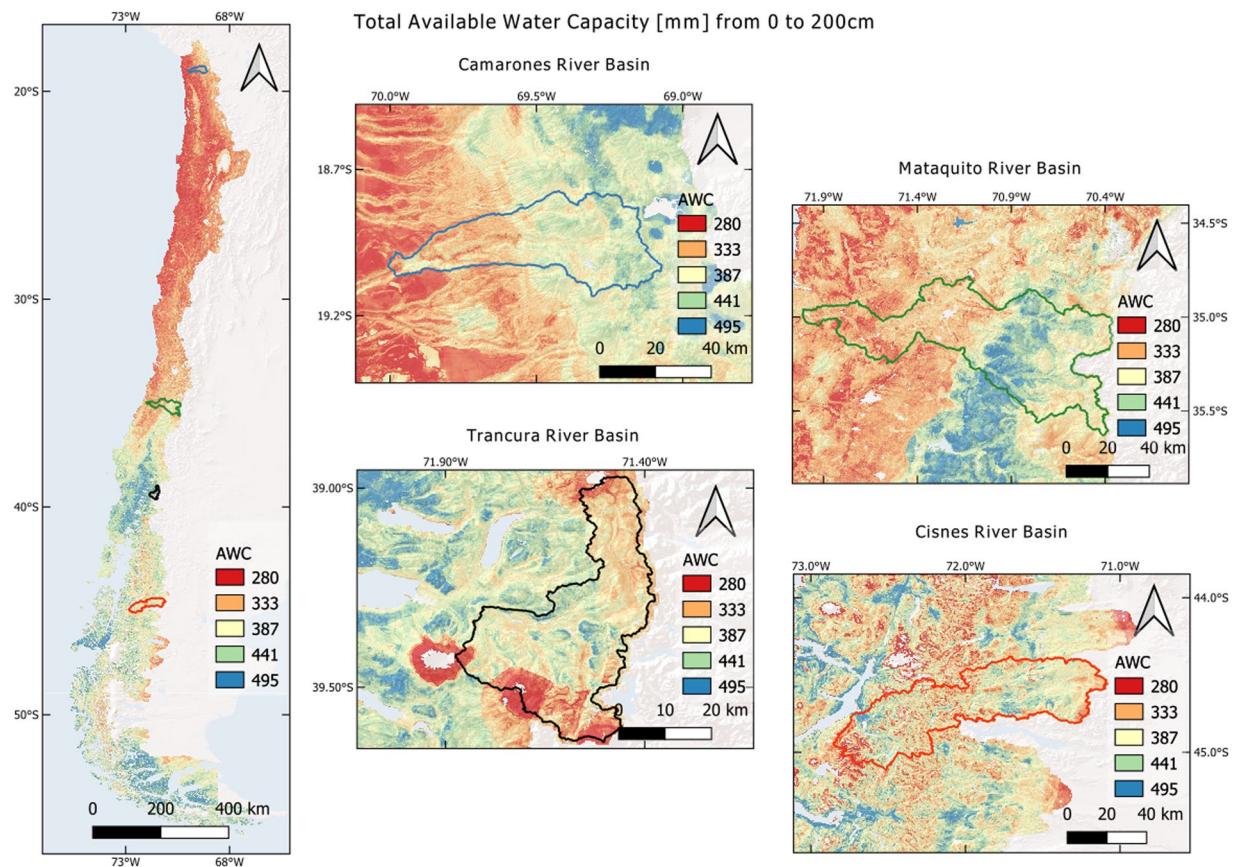 Total Available Water Capacity [mm] from 0 to 200cm
73°W 68°W
20°S
30°S
40°S
50°S
AWC
280
333
387
441
495
0 200 400 km
73°W 68°W
Camarones River Basin
70.0°W 69.5°W 69.0°W
18.7°S
19.2°S
AWC
280
333
387
441
495
0 20 40 km
Mataquito River Basin
71.9°W 71.4°W 70.9°W 70.4°W
34.5°S
35.0°S
35.5°S
AWC
280
333
387
441
495
0 20 40 km
Trancura River Basin
71.90°W 71.40°W
39.00°S
39.50°S
AWC
280
333
387
441
495
0 10 20 km
Cisnes River Basin
73.0°W 72.0°W 71.0°W
44.0°S
45.0°S
AWC
280
333
387
441
495
0 20 40 km